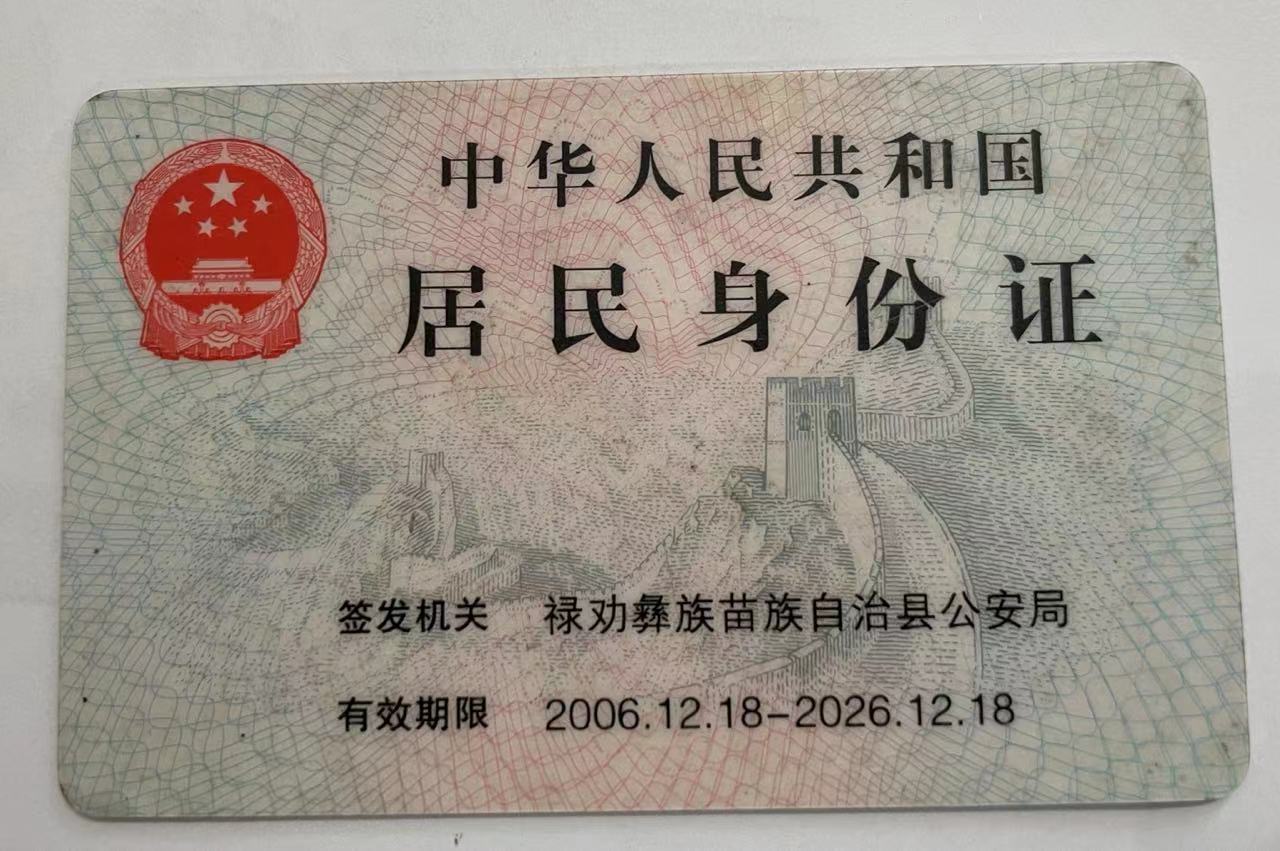 中华人民共和国
居民身份证
签发机关 禄劝彝族苗族自治县公安局
有效期限 2006.12.18-2026.12.18